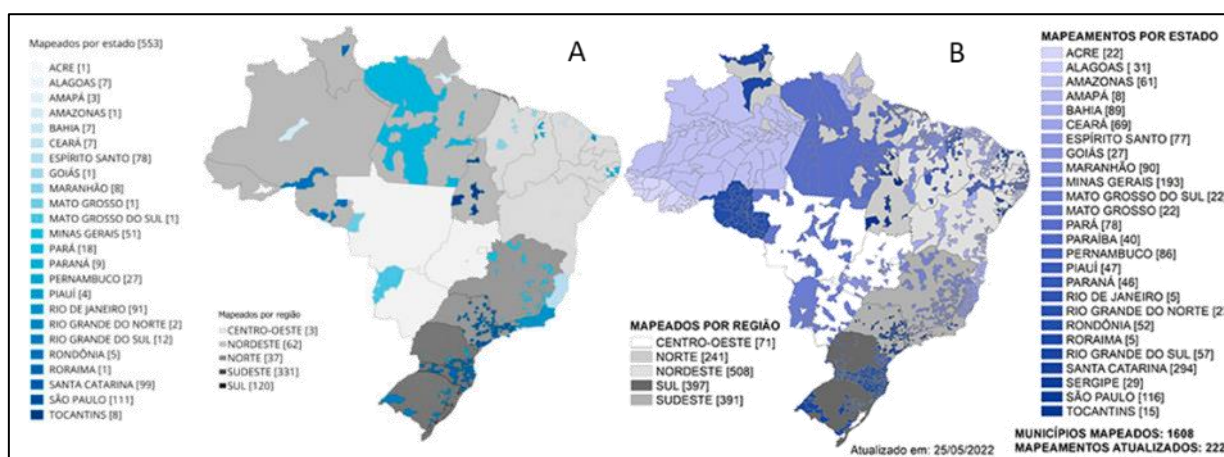 A
Mapeados por estado [553]
ACRE [1]
ALAGOAS [7]
AMAPÁ [3]
AMAZONAS [1]
BAHIA [7]
CEARÁ [7]
ESPÍRITO SANTO [78]
GOIÁS [1]
MARANHÃO [8]
MATO GROSSO [1]
MATO GROSSO DO SUL [1]
MINAS GERAIS [51]
PARÁ [18]
PARANÁ [9]
PERNAMBUCO [27]
PIAUÍ [4]
RIO DE JANEIRO [91]
RIO GRANDE DO NORTE [2]
RIO GRANDE DO SUL [12]
RONDÔNIA [5]
RORAIMA [1]
SANTA CATARINA [99]
SÃO PAULO [111]
TOCANTINS [8]
Mapeados por região
CENTRO-OESTE [3]
NORDESTE [62]
NORTE [37]
SUDESTE [331]
SUL [120]
B
MAPEADOS POR REGIÃO
CENTRO-OESTE [71]
NORTE [241]
NORDESTE [508]
SUL [397]
SUDESTE [391]
Atualizado em: 25/05/2022
MAPEAMENTOS POR ESTADO
ACRE [22]
ALAGOAS [ 31]
AMAZONAS [61]
AMAPÁ [8]
BAHIA [89]
CEARÁ [69]
ESPÍRITO SANTO [77]
GOIÁS [27]
MARANHÃO [90]
MINAS GERAIS [193]
MATO GROSSO DO SUL [22
MATO GROSSO [22]
PARÁ [78]
PARAÍBA [40]
PERNAMBUCO [86]
PIAUÍ [47]
PARANÁ [46]
RIO DE JANEIRO [5]
RIO GRANDE DO NORTE [2
RONDÔNIA [52]
RORAIMA [5]
RIO GRANDE DO SUL [57]
SANTA CATARINA [294]
SERGIPE [29]
SÃO PAULO [116]
TOCANTINS [15]
MUNICÍPIOS MAPEADOS: 1608
MAPEAMENTOS ATUALIZADOS: 222